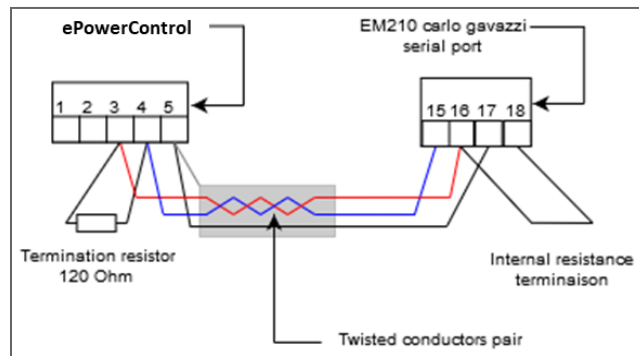 ePowerControl
EM210 carlo gavazzi
serial port
1 2 3 4 5
15 16 17 18
Termination resistor
120 Ohm
Internal resistance
terminaison
Twisted conductors pair